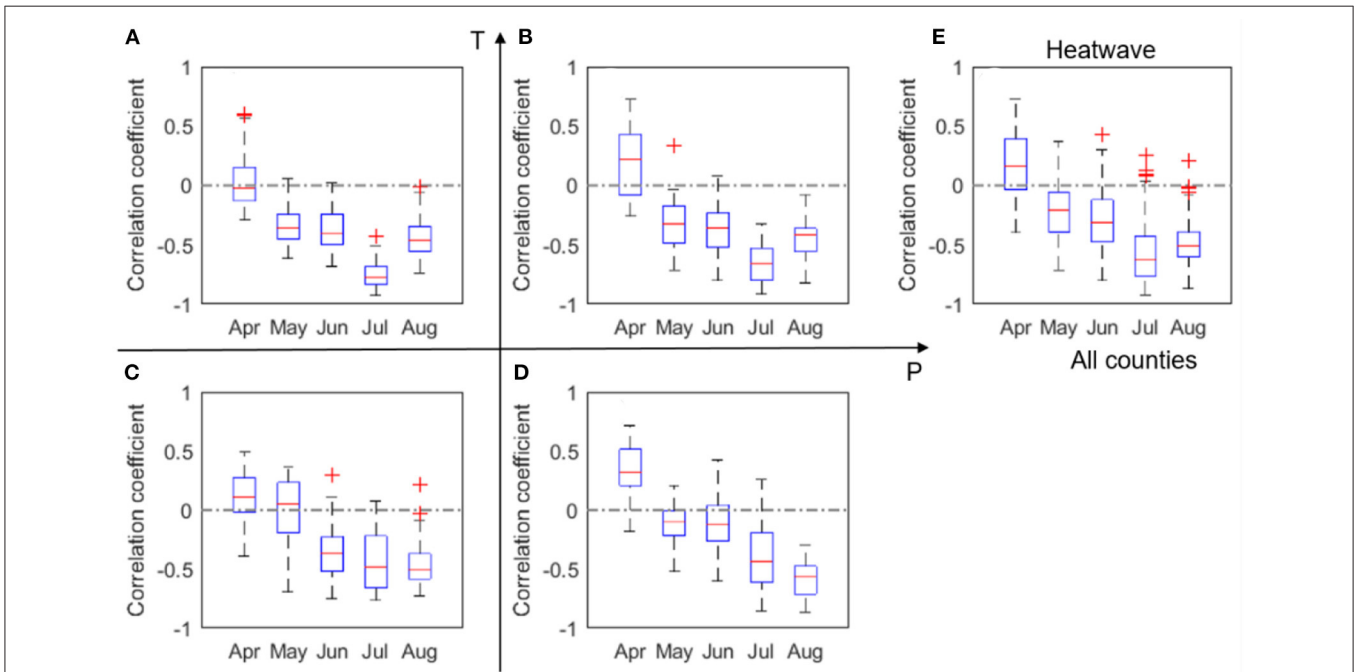 A
T
B
E
Heatwave
Correlation coefficient
1
0.5
0
-0.5
-1
Apr May Jun Jul Aug
Correlation coefficient
1
0.5
0
-0.5
-1
Apr May Jun Jul Aug
Correlation coefficient
1
0.5
0
-0.5
-1
Apr May Jun Jul Aug
All counties
P
C
Correlation coefficient
1
0.5
0
-0.5
-1
Apr May Jun Jul Aug
D
Correlation coefficient
1
0.5
0
-0.5
-1
Apr May Jun Jul Aug